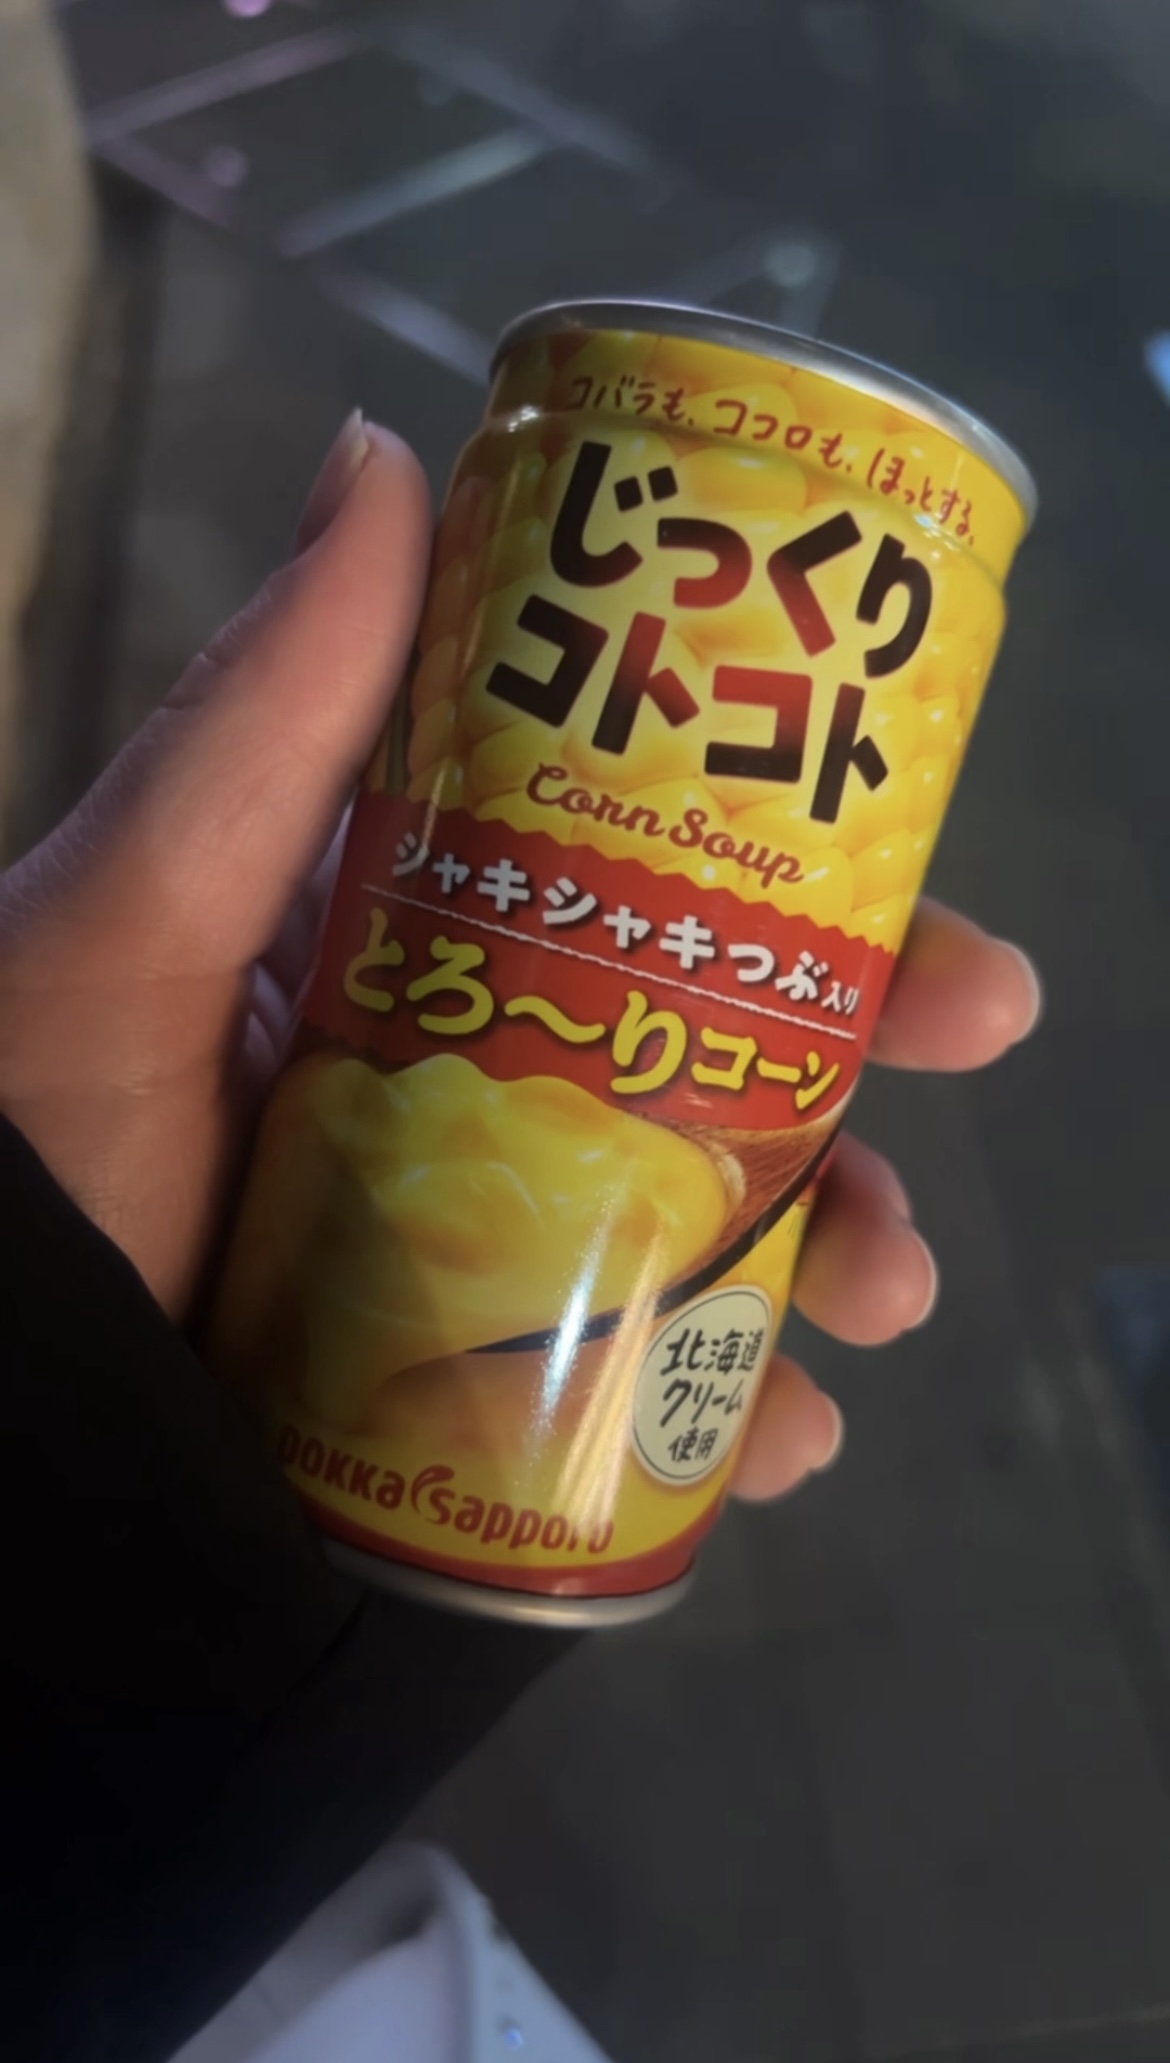 コバラも、ココロも、ほっとする。
じっくり
コトコト
Corn Soup
シャキシャキつぶ入り
とろ〜りコーン
北海道
クリーム
使用
pokka sapporo